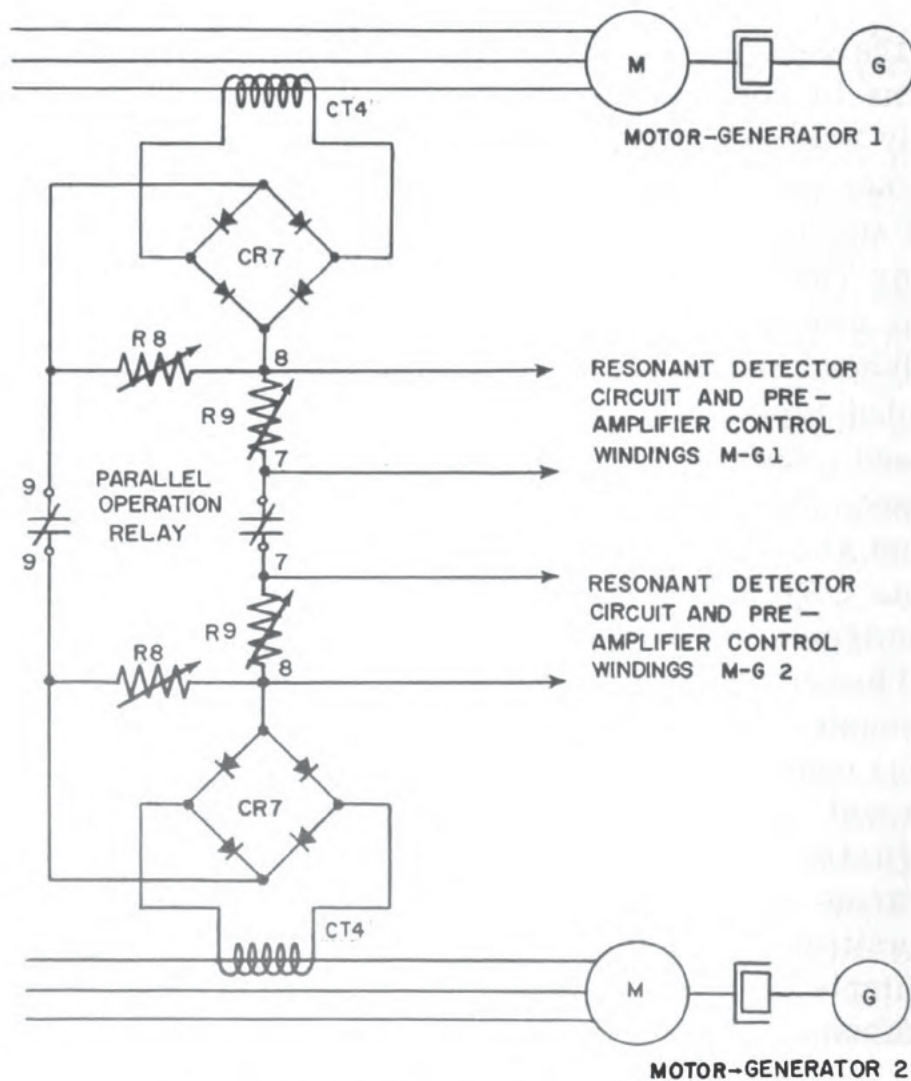 M
G
CT4
MOTOR-GENERATOR 1
CR7
R8
8
RESONANT DETECTOR
CIRCUIT AND PRE-
AMPLIFIER CONTROL
WINDINGS M-G1
R9
7
9
PARALLEL
OPERATION
RELAY
9
7
RESONANT DETECTOR
CIRCUIT AND PRE-
AMPLIFIER CONTROL
WINDINGS M-G 2
R9
R8
8
CR7
CT4
M
G
MOTOR-GENERATOR 2